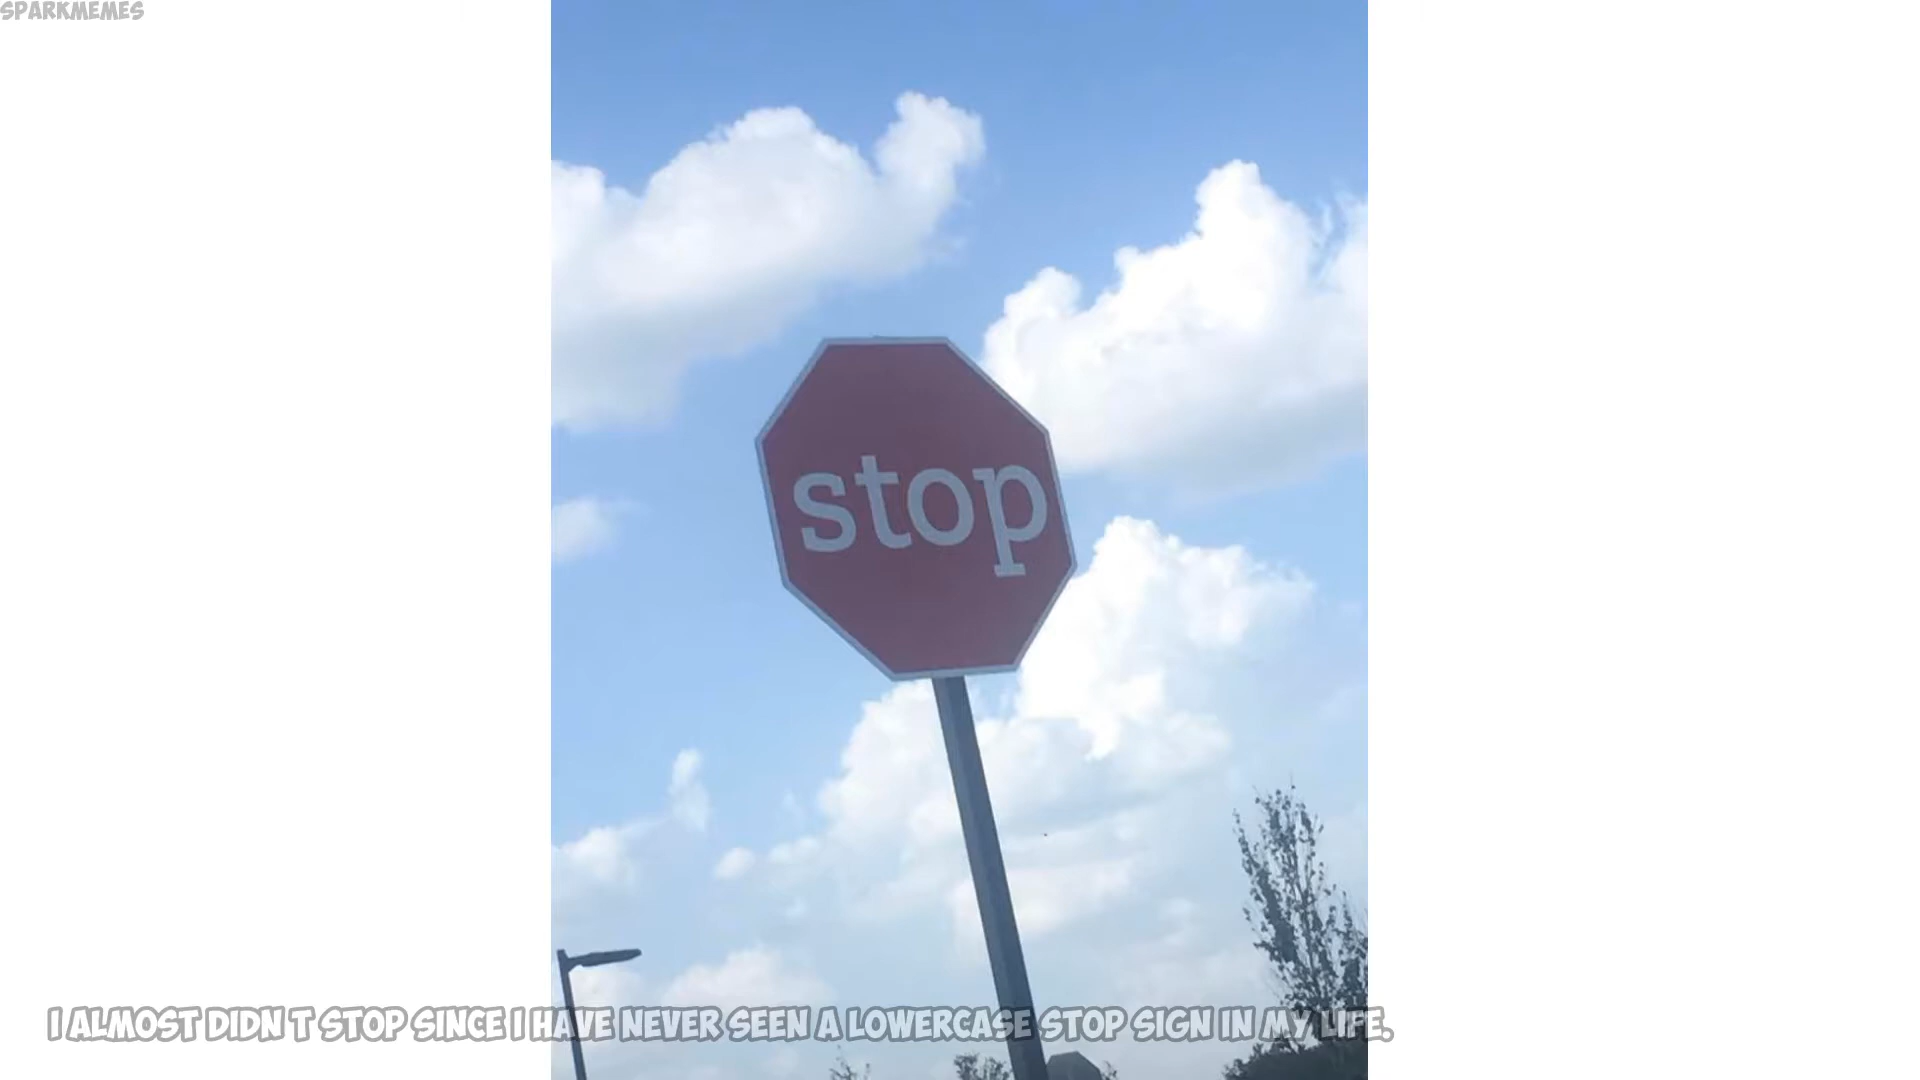 SPARKMEMES
stop
I ALMOST DIDN T STOP SINCE I HAVE NEVER SEEN A LOWERCASE STOP SIGN IN MY LIFE.